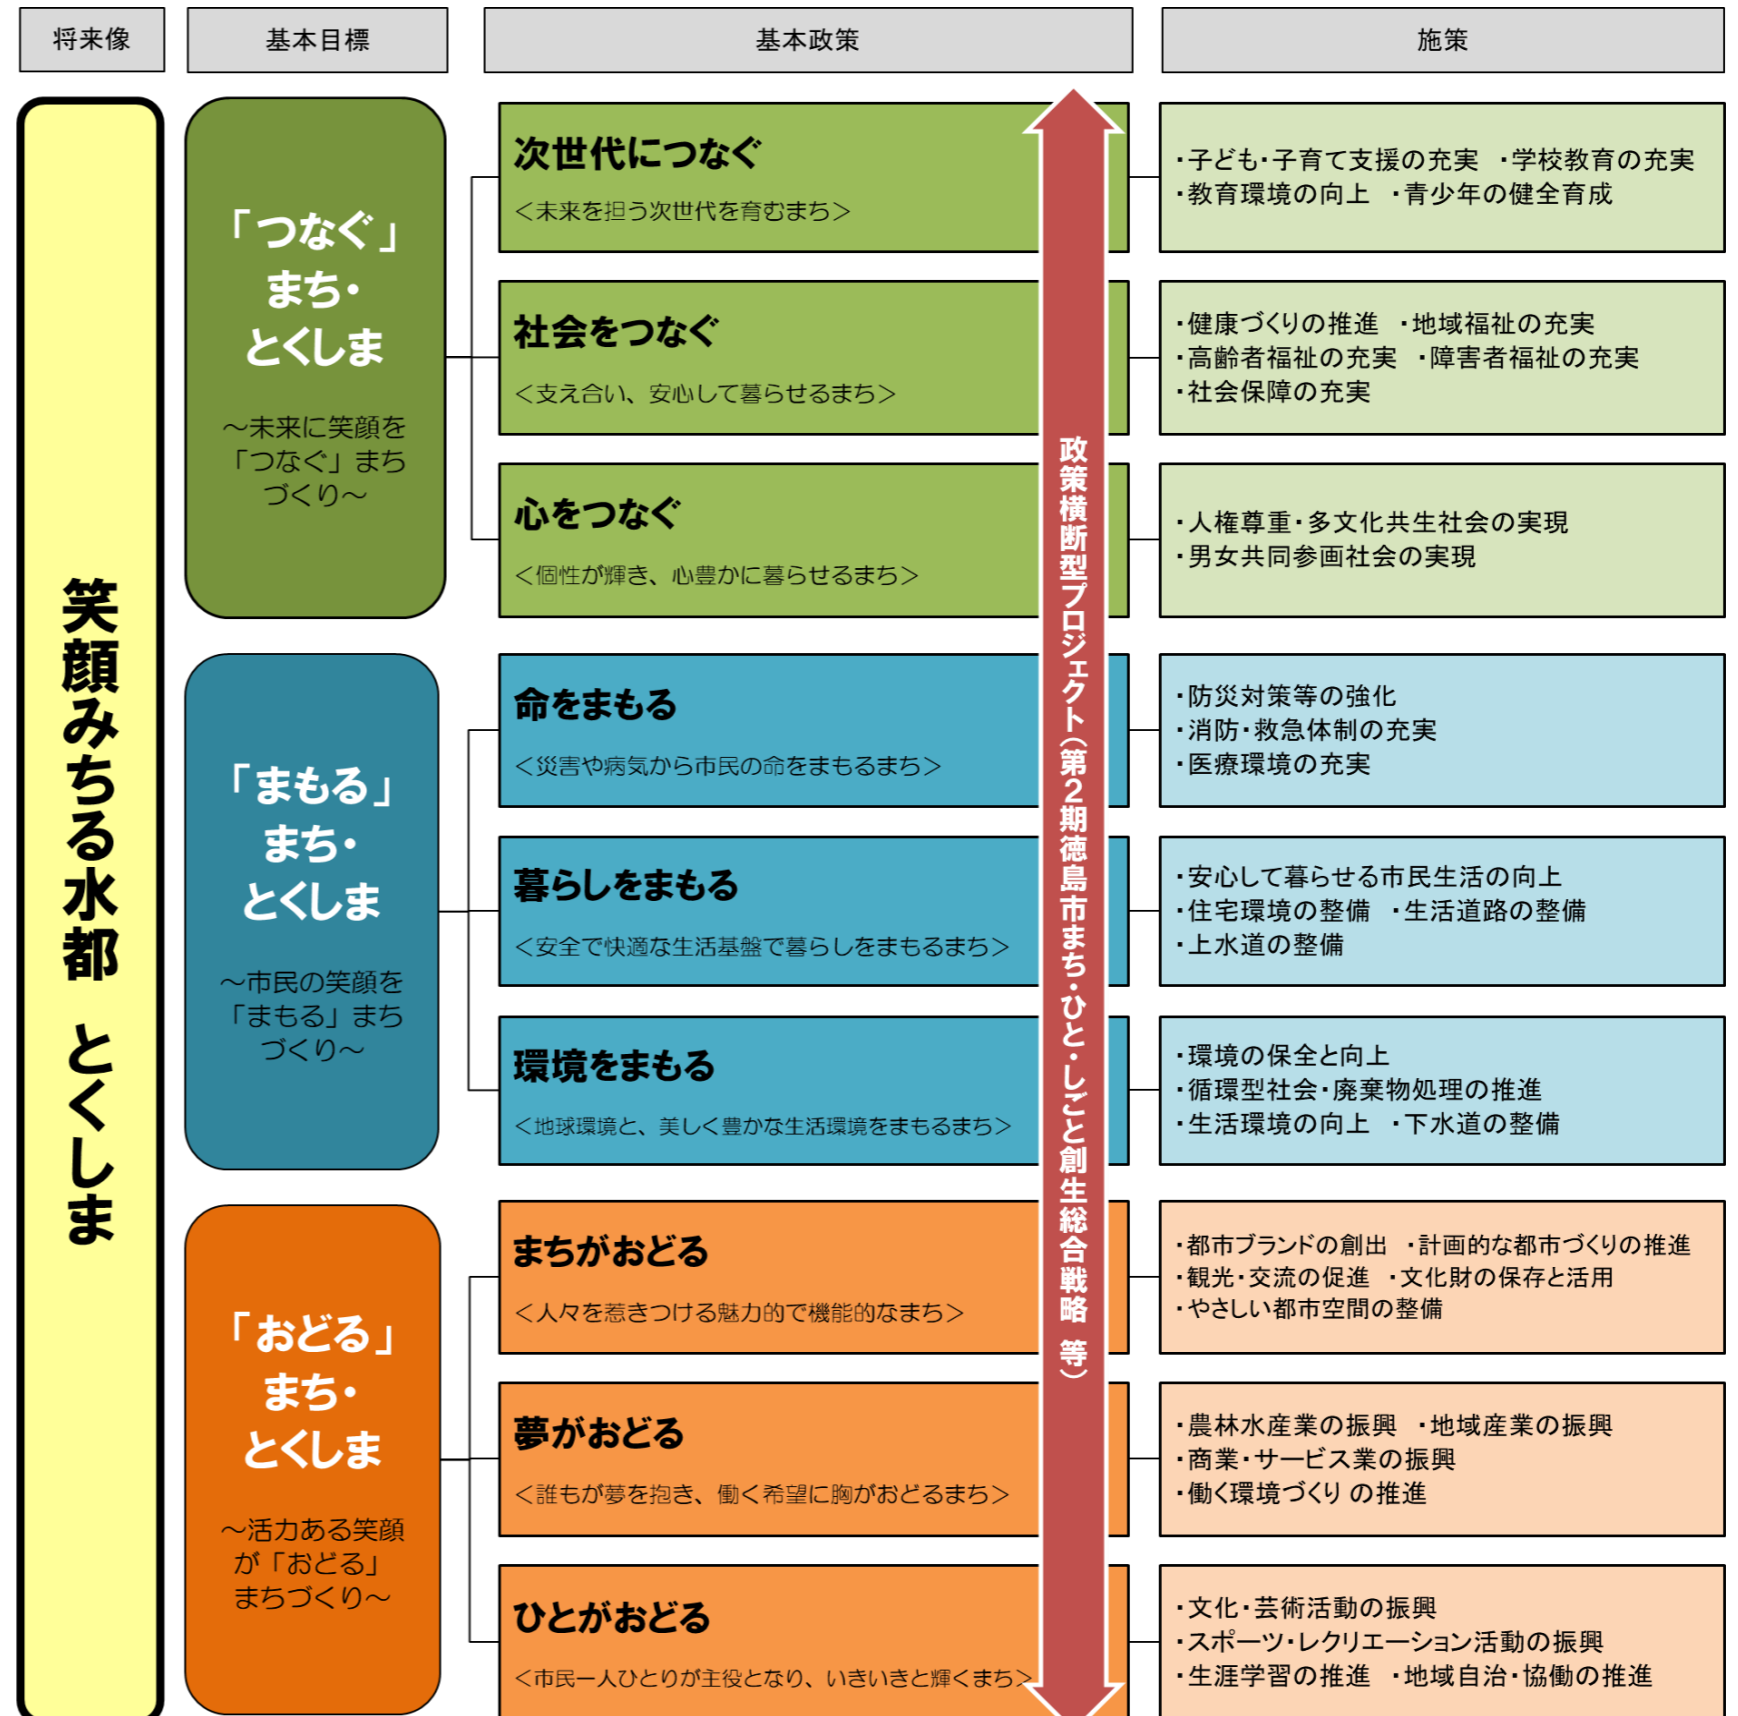 将来像
基本目標
基本政策
施策
笑顔みちる水都 とくしま
「つなぐ」
まち・
とくしま
～未来に笑顔を
「つなぐ」まち
づくり～
次世代につなぐ
＜未来を担う次世代を育むまち＞
・子ども・子育て支援の充実 ・学校教育の充実
・教育環境の向上 ・青少年の健全育成
社会をつなぐ
＜支え合い、安心して暮らせるまち＞
・健康づくりの推進 ・地域福祉の充実
・高齢者福祉の充実 ・障害者福祉の充実
・社会保障の充実
心をつなぐ
＜個性が輝き、心豊かに暮らせるまち＞
・人権尊重・多文化共生社会の実現
・男女共同参画社会の実現
政策横断型プロジェクト（第２期徳島市まち・ひと・しごと創生総合戦略 等）
「まもる」
まち・
とくしま
～市民の笑顔を
「まもる」まち
づくり～
命をまもる
＜災害や病気から市民の命をまもるまち＞
・防災対策等の強化
・消防・救急体制の充実
・医療環境の充実
暮らしをまもる
＜安全で快適な生活基盤で暮らしをまもるまち＞
・安心して暮らせる市民生活の向上
・住宅環境の整備 ・生活道路の整備
・上水道の整備
環境をまもる
＜地球環境と、美しく豊かな生活環境をまもるまち＞
・環境の保全と向上
・循環型社会・廃棄物処理の推進
・生活環境の向上 ・下水道の整備
「おどる」
まち・
とくしま
～活力ある笑顔
が「おどる」
まちづくり～
まちがおどる
＜人々を惹きつける魅力的で機能的なまち＞
・都市ブランドの創出 ・計画的な都市づくりの推進
・観光・交流の促進 ・文化財の保存と活用
・やさしい都市空間の整備
夢がおどる
＜誰もが夢を抱き、働く希望に胸がおどるまち＞
・農林水産業の振興 ・地域産業の振興
・商業・サービス業の振興
・働く環境づくり の推進
ひとがおどる
＜市民一人ひとりが主役となり、いきいきと輝くまち＞
・文化・芸術活動の振興
・スポーツ・レクリエーション活動の振興
・生涯学習の推進 ・地域自治・協働の推進